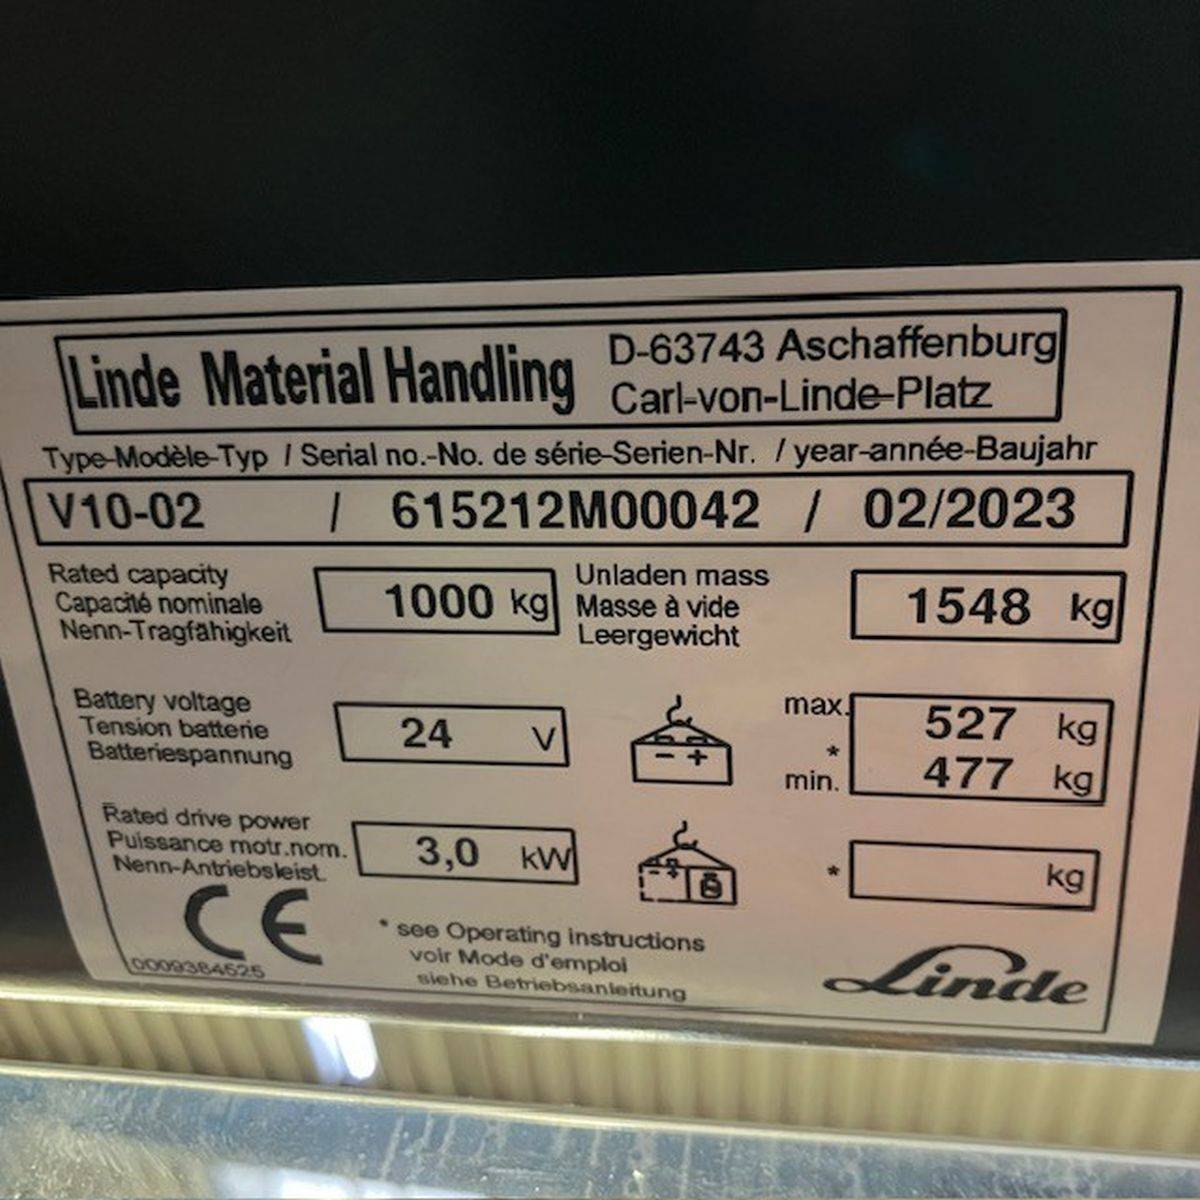 Linde Material Handling
D-63743 Aschaffenburg
Carl-von-Linde-Platz
Type-Modèle-Typ / Serial no.-No. de série-Serien-Nr. / year-année-Baujahr
V10-02 / 615212M00042 / 02/2023
Rated capacity
Capacité nominale
Nenn-Tragfähigkeit
1000 kg
Unladen mass
Masse à vide
Leergewicht
1548 kg
Battery voltage
Tension batterie
Batteriespannung
24 V
- +
max. 527 kg
*
min. 477 kg
Rated drive power
Puissance motr.nom.
Nenn-Antriebsleist.
3,0 kW
- +
* kg
CE
0009384525
* see Operating instructions
voir Mode d'emploi
siehe Betriebsanleitung
Linde